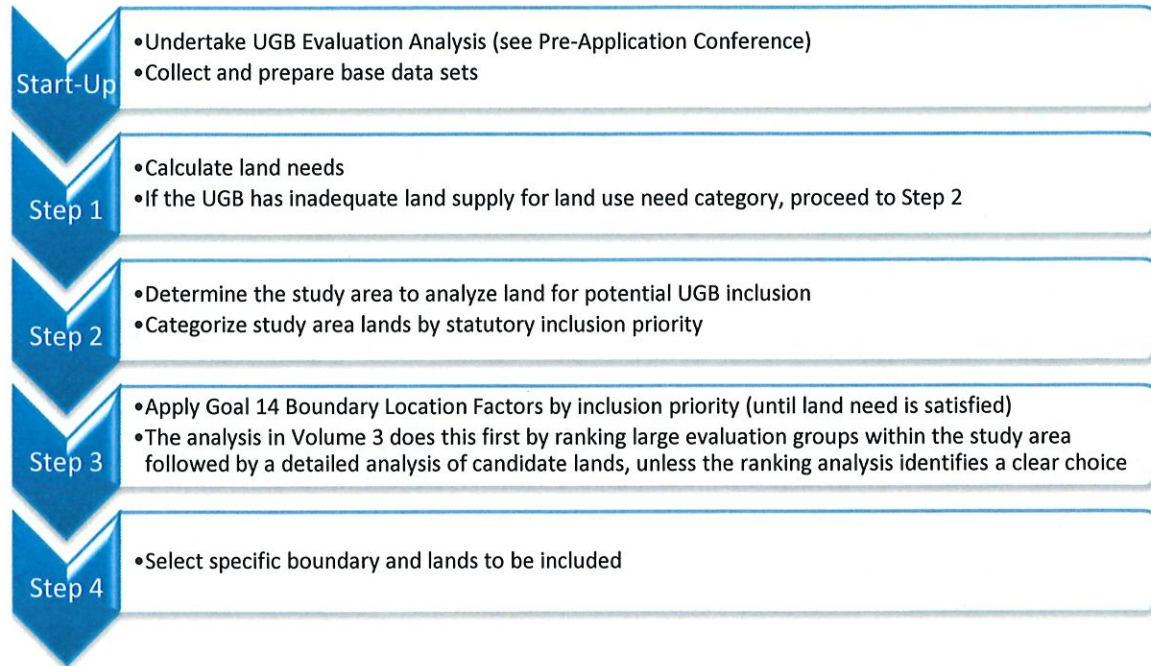 Start-Up
•Undertake UGB Evaluation Analysis (see Pre-Application Conference)
•Collect and prepare base data sets
Step 1
•Calculate land needs
•If the UGB has inadequate land supply for land use need category, proceed to Step 2
Step 2
•Determine the study area to analyze land for potential UGB inclusion
•Categorize study area lands by statutory inclusion priority
Step 3
•Apply Goal 14 Boundary Location Factors by inclusion priority (until land need is satisfied)
•The analysis in Volume 3 does this first by ranking large evaluation groups within the study area
followed by a detailed analysis of candidate lands, unless the ranking analysis identifies a clear choice
Step 4
•Select specific boundary and lands to be included